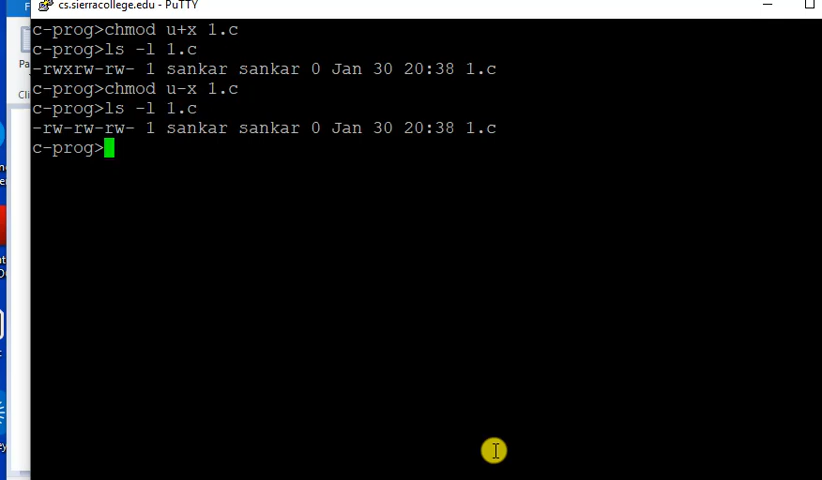 cs.sierracollege.edu - PuTTY
c-prog>chmod u+x 1.c
c-prog>ls -l 1.c
-rwxrw-rw- 1 sankar sankar 0 Jan 30 20:38 1.c
c-prog>chmod u-x 1.c
c-prog>ls -l 1.c
-rw-rw-rw- 1 sankar sankar 0 Jan 30 20:38 1.c
c-prog>